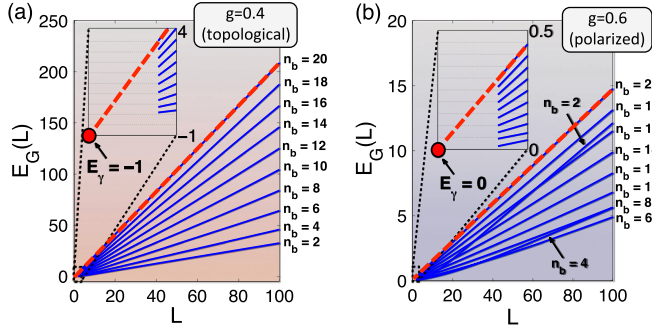 (a)
g=0.4
(topological)
250
200
150
100
50
0
E_G(L)
4
-1
E_γ = -1
n_b = 20
n_b = 18
n_b = 16
n_b = 14
n_b = 12
n_b = 10
n_b = 8
n_b = 6
n_b = 4
n_b = 2
0 20 40 60 80 100
L
(b)
g=0.6
(polarized)
20
15
10
5
0
E_G(L)
0.5
0
E_γ = 0
n_b = 2
n_b = 2
n_b = 1
n_b = 1
n_b = 1
n_b = 1
n_b = 1
n_b = 8
n_b = 6
n_b = 4
0 20 40 60 80 100
L